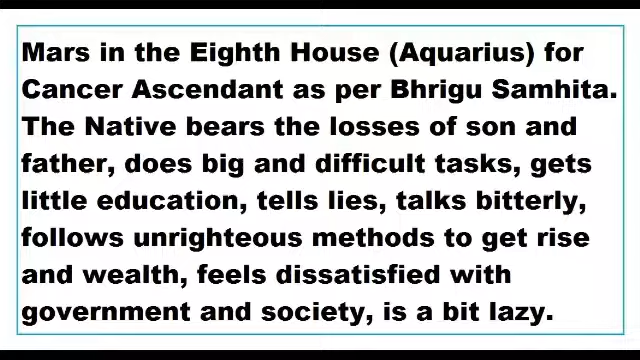 Mars in the Eighth House (Aquarius) for
Cancer Ascendant as per Bhrigu Samhita.
The Native bears the losses of son and
father, does big and difficult tasks, gets
little education, tells lies, talks bitterly,
follows unrighteous methods to get rise
and wealth, feels dissatisfied with
government and society, is a bit lazy.